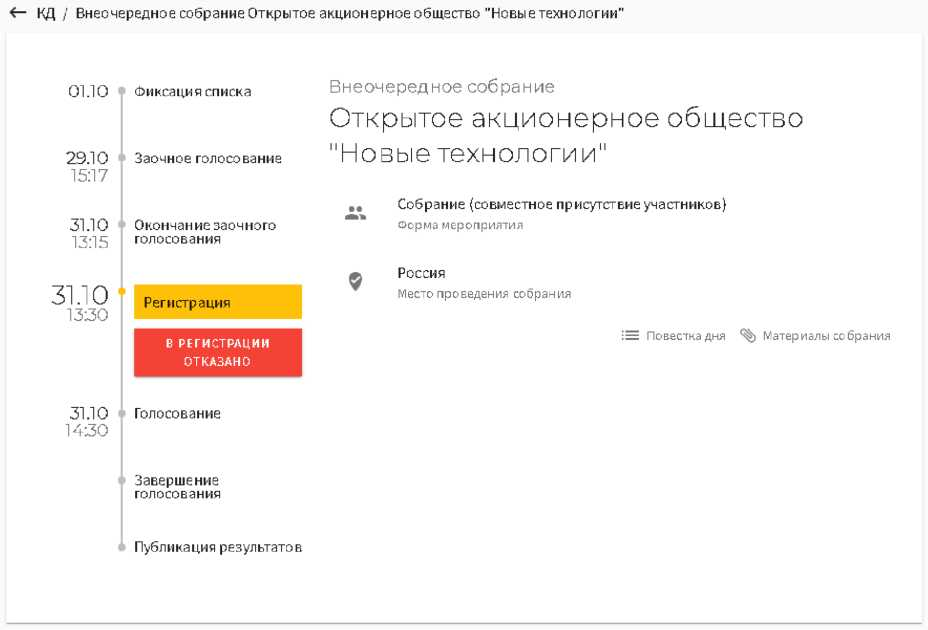 КД / Внеочередное собрание Открытое акционерное общество "Новые технологии"
01.10 Фиксация списка
29.10 Заочное голосование
15:17
31.10 Окончание заочного
13:15 голосования
31.10 Регистрация
13:30
В РЕГИСТРАЦИИ
ОТКАЗАНО
31.10 Голосование
14:30
Завершение
голосования
Публикация результатов
Внеочередное собрание
Открытое акционерное общество
"Новые технологии"
Собрание (совместное присутствие участников)
Форма мероприятия
Россия
Место проведения собрания
Повестка дня Материалы собрания